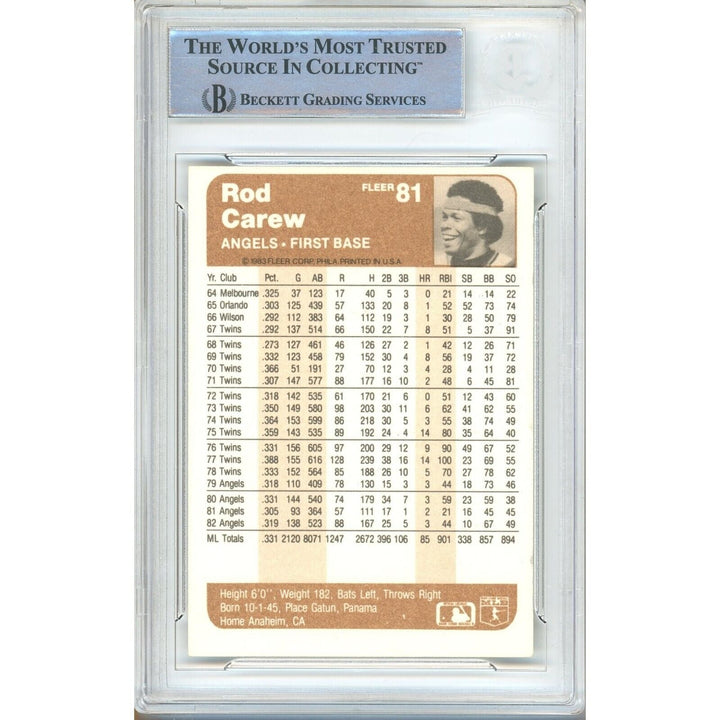 THE WORLD'S MOST TRUSTED
SOURCE IN COLLECTING™
B BECKETT GRADING SERVICES
Rod
Carew
FLEER 81
ANGELS • FIRST BASE
© 1983 FLEER CORP. PHILA. PRINTED IN U.S.A.
Yr. Club Pct. G AB R H 2B 3B HR RBI SB BB SO
64 Melbourne .325 37 123 17 40 5 3 0 21 14 14 22
65 Orlando .303 125 439 57 133 20 8 1 52 52 73 74
66 Wilson .292 112 383 64 112 19 3 1 30 28 50 79
67 Twins .292 137 514 66 150 22 7 8 51 5 37 91
68 Twins .273 127 461 46 126 27 2 1 42 12 26 71
69 Twins .332 123 458 79 152 30 4 8 56 19 37 72
70 Twins .366 51 191 27 70 12 3 4 28 4 11 28
71 Twins .307 147 577 88 177 16 10 2 48 6 45 81
72 Twins .318 142 535 61 170 21 6 0 51 12 43 60
73 Twins .350 149 580 98 203 30 11 6 62 41 62 55
74 Twins .364 153 599 86 218 30 5 3 55 38 74 49
75 Twins .359 143 535 89 192 24 4 14 80 35 64 40
76 Twins .331 156 605 97 200 29 12 9 90 49 67 52
77 Twins .388 155 616 128 239 38 16 14 100 23 69 55
78 Twins .333 152 564 85 188 26 10 5 70 27 78 62
79 Angels .318 110 409 78 130 15 3 3 44 18 73 46
80 Angels .331 144 540 74 179 34 7 3 59 23 59 38
81 Angels .305 93 364 57 111 17 1 2 21 16 45 45
82 Angels .319 138 523 88 167 25 5 3 44 10 67 49
ML Totals .331 2120 8071 1247 2672 396 106 85 901 338 857 894
Height 6'0'', Weight 182, Bats Left, Throws Right
Born 10-1-45, Place Gatun, Panama
Home Anaheim, CA